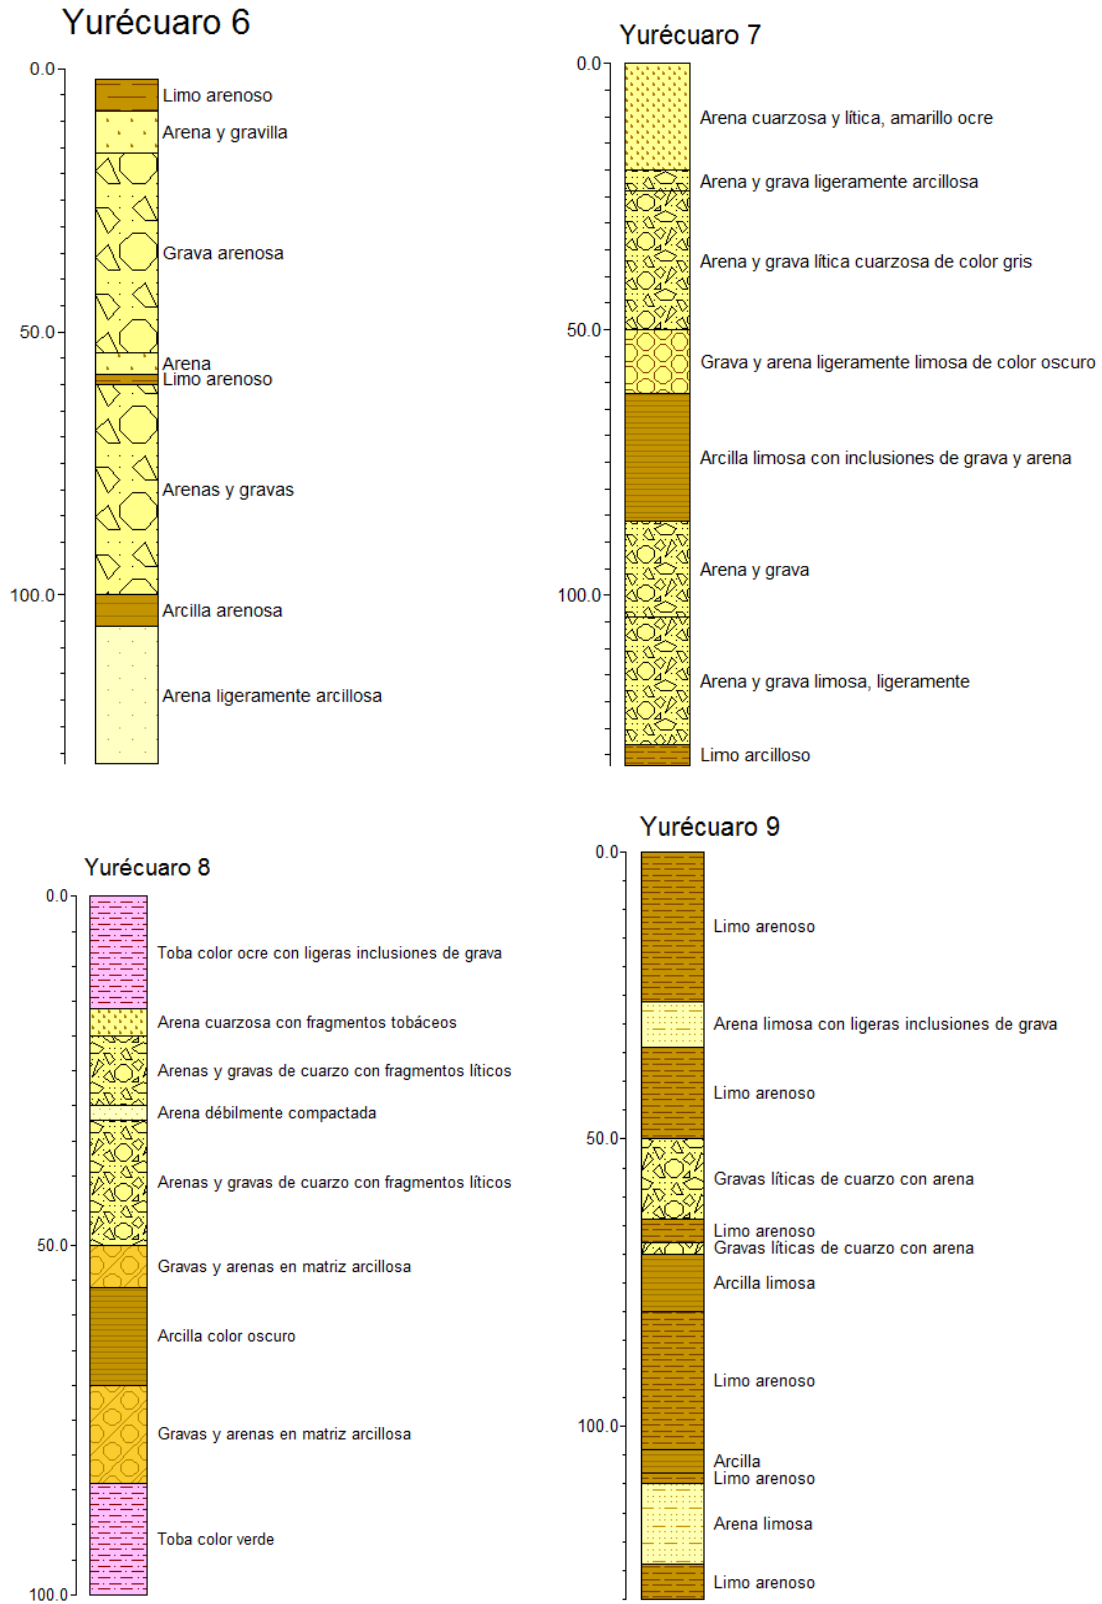 Yurécuaro 6
0.0
Limo arenoso
Arena y gravilla
Grava arenosa
50.0
Arena
Limo arenoso
Arenas y gravas
100.0
Arcilla arenosa
Arena ligeramente arcillosa
Yurécuaro 7
0.0
Arena cuarzosa y lítica, amarillo ocre
Arena y grava ligeramente arcillosa
Arena y grava lítica cuarzosa de color gris
50.0
Grava y arena ligeramente limosa de color oscuro
Arcilla limosa con inclusiones de grava y arena
Arena y grava
100.0
Arena y grava limosa, ligeramente
Limo arcilloso
Yurécuaro 8
0.0
Toba color ocre con ligeras inclusiones de grava
Arena cuarzosa con fragmentos tobáceos
Arenas y gravas de cuarzo con fragmentos líticos
Arena débilmente compactada
Arenas y gravas de cuarzo con fragmentos líticos
50.0
Gravas y arenas en matriz arcillosa
Arcilla color oscuro
Gravas y arenas en matriz arcillosa
Toba color verde
100.0
Yurécuaro 9
0.0
Limo arenoso
Arena limosa con ligeras inclusiones de grava
Limo arenoso
50.0
Gravas líticas de cuarzo con arena
Limo arenoso
Gravas líticas de cuarzo con arena
Arcilla limosa
Limo arenoso
100.0
Arcilla
Limo arenoso
Arena limosa
Limo arenoso